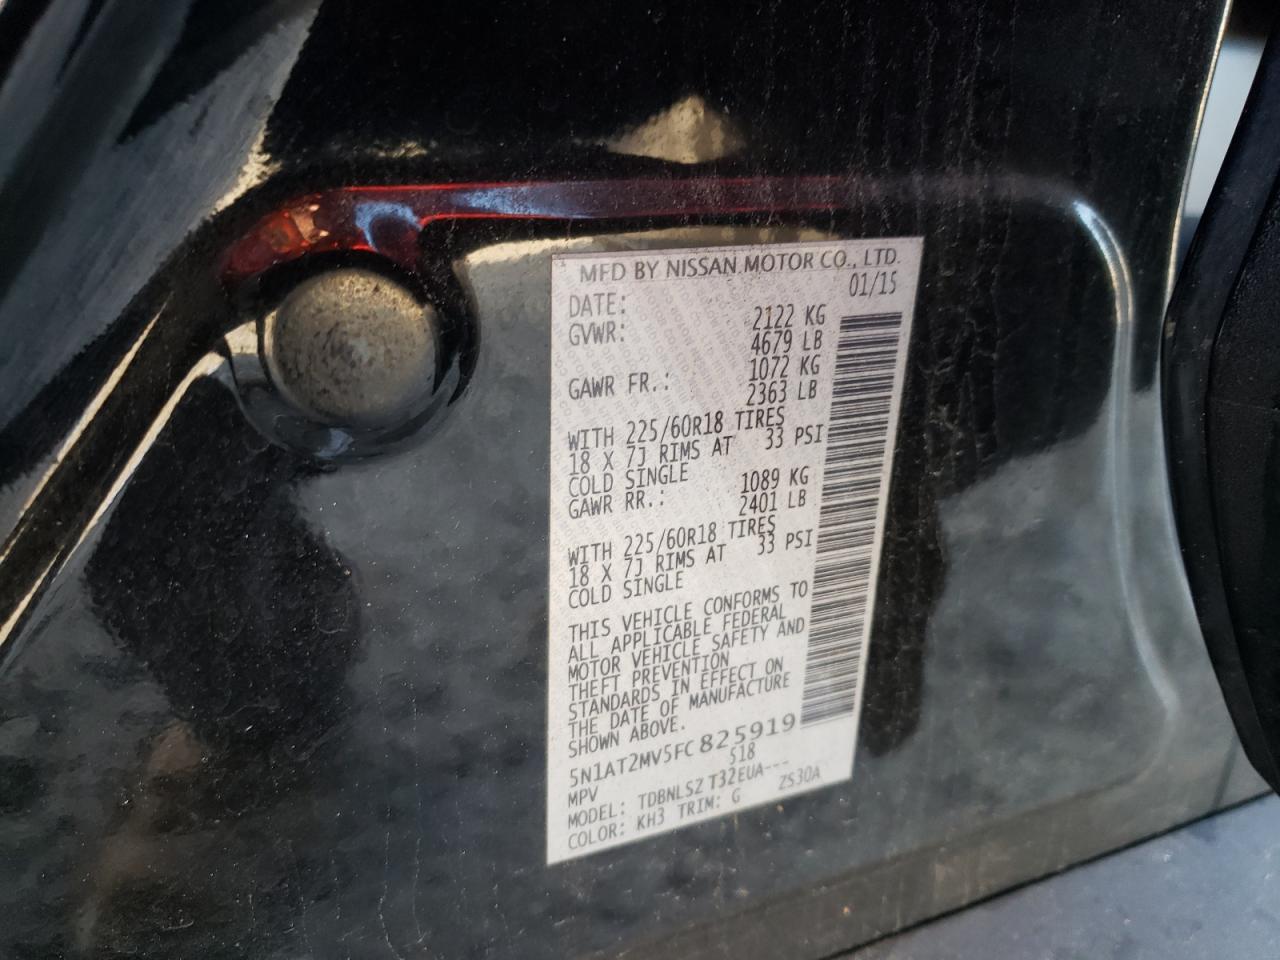 MFD BY NISSAN MOTOR CO., LTD.
DATE: 01/15
GVWR: 2122 KG
4679 LB
GAWR FR.: 1072 KG
2363 LB
WITH 225/60R18 TIRES
18 X 7J RIMS AT 33 PSI
COLD SINGLE
GAWR RR.: 1089 KG
2401 LB
WITH 225/60R18 TIRES
18 X 7J RIMS AT 33 PSI
COLD SINGLE
THIS VEHICLE CONFORMS TO
ALL APPLICABLE FEDERAL
MOTOR VEHICLE SAFETY AND
THEFT PREVENTION
STANDARDS IN EFFECT ON
THE DATE OF MANUFACTURE
SHOWN ABOVE.
5N1AT2MV5FC825919
MPV 518
MODEL: TDBNLSZ T32EUA---
COLOR: KH3 TRIM: G ZS30A